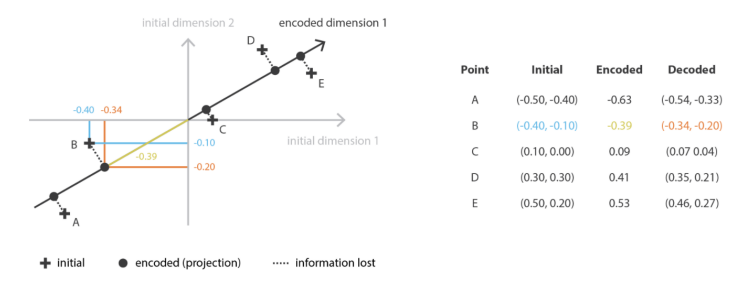 initial dimension 2
encoded dimension 1
D
E
-0.40 -0.34
C
initial dimension 1
B
-0.10
-0.39
-0.20
A
initial
encoded (projection)
information lost
Point Initial Encoded Decoded
A (-0.50, -0.40) -0.63 (-0.54, -0.33)
B (-0.40, -0.10) -0.39 (-0.34, -0.20)
C (0.10, 0.00) 0.09 (0.07 0.04)
D (0.30, 0.30) 0.41 (0.35, 0.21)
E (0.50, 0.20) 0.53 (0.46, 0.27)